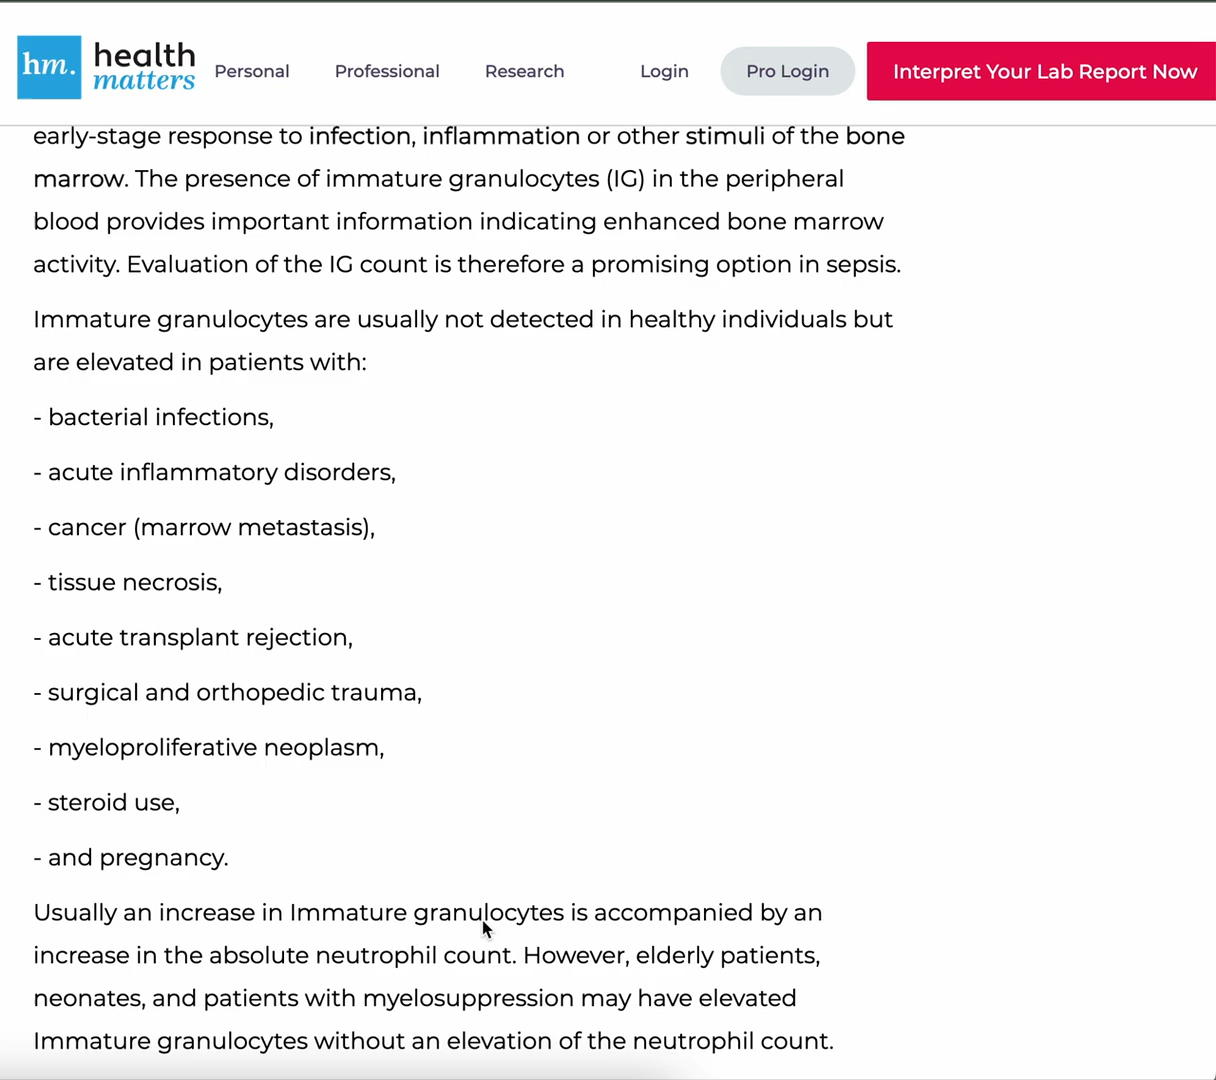 hm.
health
matters
Personal
Professional
Research
Login
Pro Login
Interpret Your Lab Report Now
early-stage response to infection, inflammation or other stimuli of the bone
marrow. The presence of immature granulocytes (IG) in the peripheral
blood provides important information indicating enhanced bone marrow
activity. Evaluation of the IG count is therefore a promising option in sepsis.
Immature granulocytes are usually not detected in healthy individuals but
are elevated in patients with:
- bacterial infections,
- acute inflammatory disorders,
- cancer (marrow metastasis),
- tissue necrosis,
- acute transplant rejection,
- surgical and orthopedic trauma,
- myeloproliferative neoplasm,
- steroid use,
- and pregnancy.
Usually an increase in Immature granulocytes is accompanied by an
increase in the absolute neutrophil count. However, elderly patients,
neonates, and patients with myelosuppression may have elevated
Immature granulocytes without an elevation of the neutrophil count.